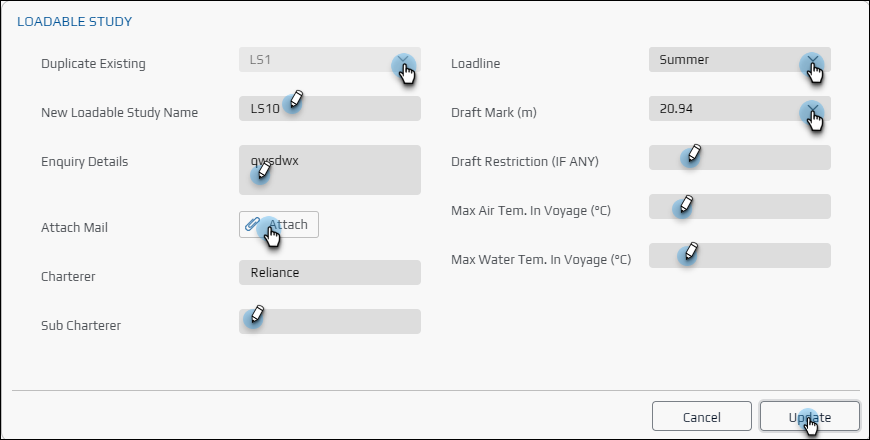 LOADABLE STUDY
Duplicate Existing
LS1
New Loadable Study Name
LS10
Enquiry Details
qwsdwx
Attach Mail
Attach
Charterer
Reliance
Sub Charterer
Loadline
Summer
Draft Mark (m)
20.94
Draft Restriction (IF ANY)
Max Air Tem. In Voyage (°C)
Max Water Tem. In Voyage (°C)
Cancel
Update